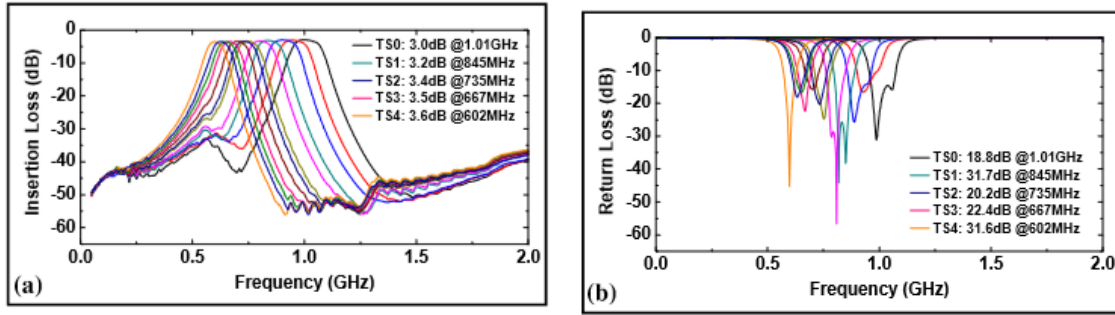 0
-10
-20
-30
-40
-50
-60
Insertion Loss (dB)
TS0: 3.0dB @1.01GHz
TS1: 3.2dB @845MHz
TS2: 3.4dB @735MHz
TS3: 3.5dB @667MHz
TS4: 3.6dB @602MHz
0.0 0.5 1.0 1.5 2.0
Frequency (GHz)
(a)
0
-10
-20
-30
-40
-50
-60
Return Loss (dB)
TS0: 18.8dB @1.01GHz
TS1: 31.7dB @845MHz
TS2: 20.2dB @735MHz
TS3: 22.4dB @667MHz
TS4: 31.6dB @602MHz
0.0 0.5 1.0 1.5 2.0
Frequency (GHz)
(b)